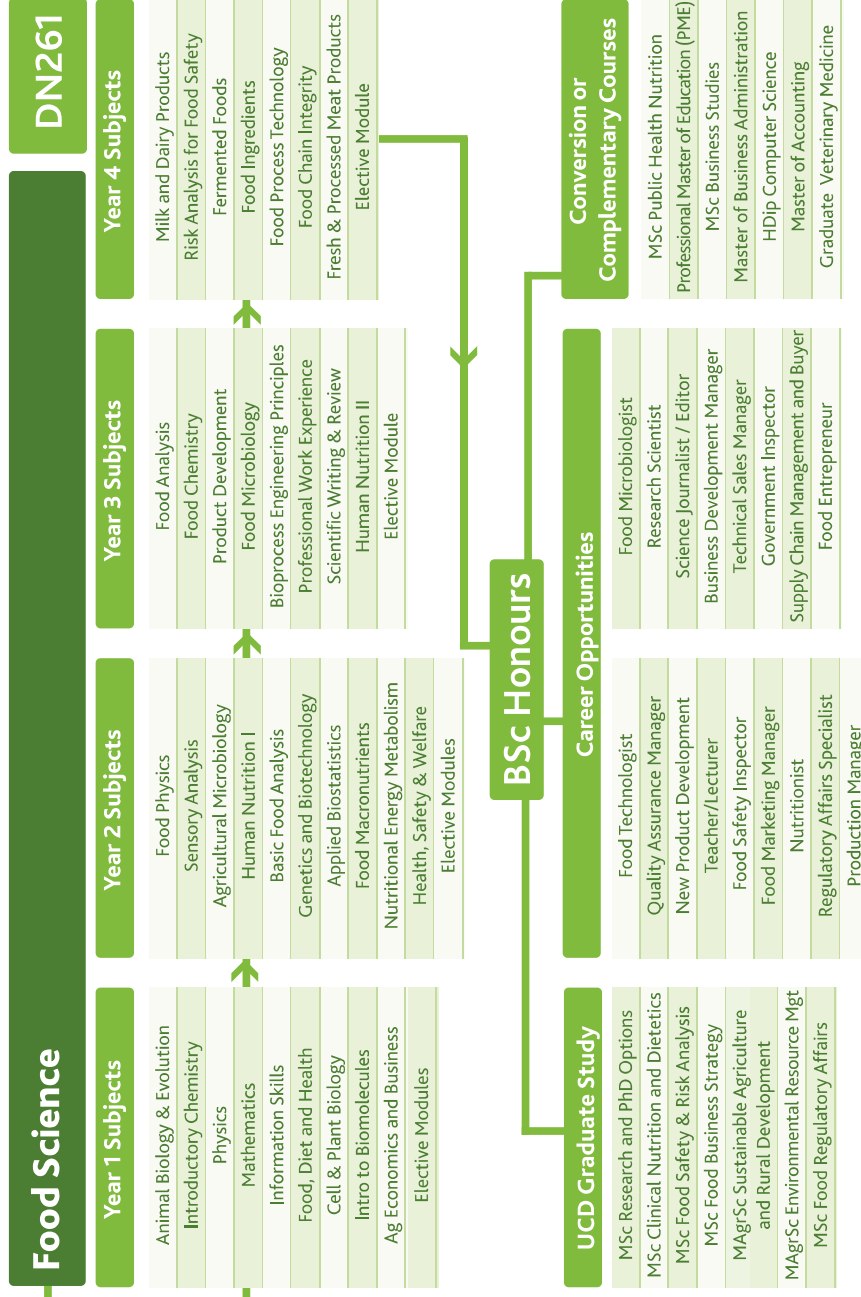 Food Science
DN261
Year 1 Subjects
Animal Biology & Evolution
Introductory Chemistry
Physics
Mathematics
Information Skills
Food, Diet and Health
Cell & Plant Biology
Intro to Biomolecules
Ag Economics and Business
Elective Modules
Year 2 Subjects
Food Physics
Sensory Analysis
Agricultural Microbiology
Human Nutrition I
Basic Food Analysis
Genetics and Biotechnology
Applied Biostatistics
Food Macronutrients
Nutritional Energy Metabolism
Health, Safety & Welfare
Elective Modules
Year 3 Subjects
Food Analysis
Food Chemistry
Product Development
Food Microbiology
Bioprocess Engineering Principles
Professional Work Experience
Scientific Writing & Review
Human Nutrition II
Elective Module
Year 4 Subjects
Milk and Dairy Products
Risk Analysis for Food Safety
Fermented Foods
Food Ingredients
Food Process Technology
Food Chain Integrity
Fresh & Processed Meat Products
Elective Module
BSc Honours
UCD Graduate Study
MSc Research and PhD Options
MSc Clinical Nutrition and Dietetics
MSc Food Safety & Risk Analysis
MSc Food Business Strategy
MAgrSc Sustainable Agriculture
and Rural Development
MAgrSc Environmental Resource Mgt
MSc Food Regulatory Affairs
Career Opportunities
Food Technologist
Quality Assurance Manager
New Product Development
Teacher/Lecturer
Food Safety Inspector
Food Marketing Manager
Nutritionist
Regulatory Affairs Specialist
Production Manager
Food Microbiologist
Research Scientist
Science Journalist / Editor
Business Development Manager
Technical Sales Manager
Government Inspector
Supply Chain Management and Buyer
Food Entrepreneur
Conversion or
Complementary Courses
MSc Public Health Nutrition
Professional Master of Education (PME)
MSc Business Studies
Master of Business Administration
HDip Computer Science
Master of Accounting
Graduate Veterinary Medicine